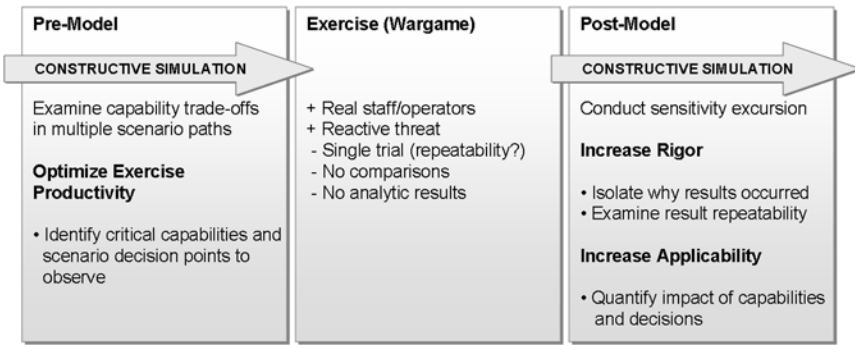 Pre-Model
CONSTRUCTIVE SIMULATION
Examine capability trade-offs
in multiple scenario paths
Optimize Exercise
Productivity
• Identify critical capabilities and
scenario decision points to
observe
Exercise (Wargame)
+ Real staff/operators
+ Reactive threat
- Single trial (repeatability?)
- No comparisons
- No analytic results
Post-Model
CONSTRUCTIVE SIMULATION
Conduct sensitivity excursion
Increase Rigor
• Isolate why results occurred
• Examine result repeatability
Increase Applicability
• Quantify impact of capabilities
and decisions